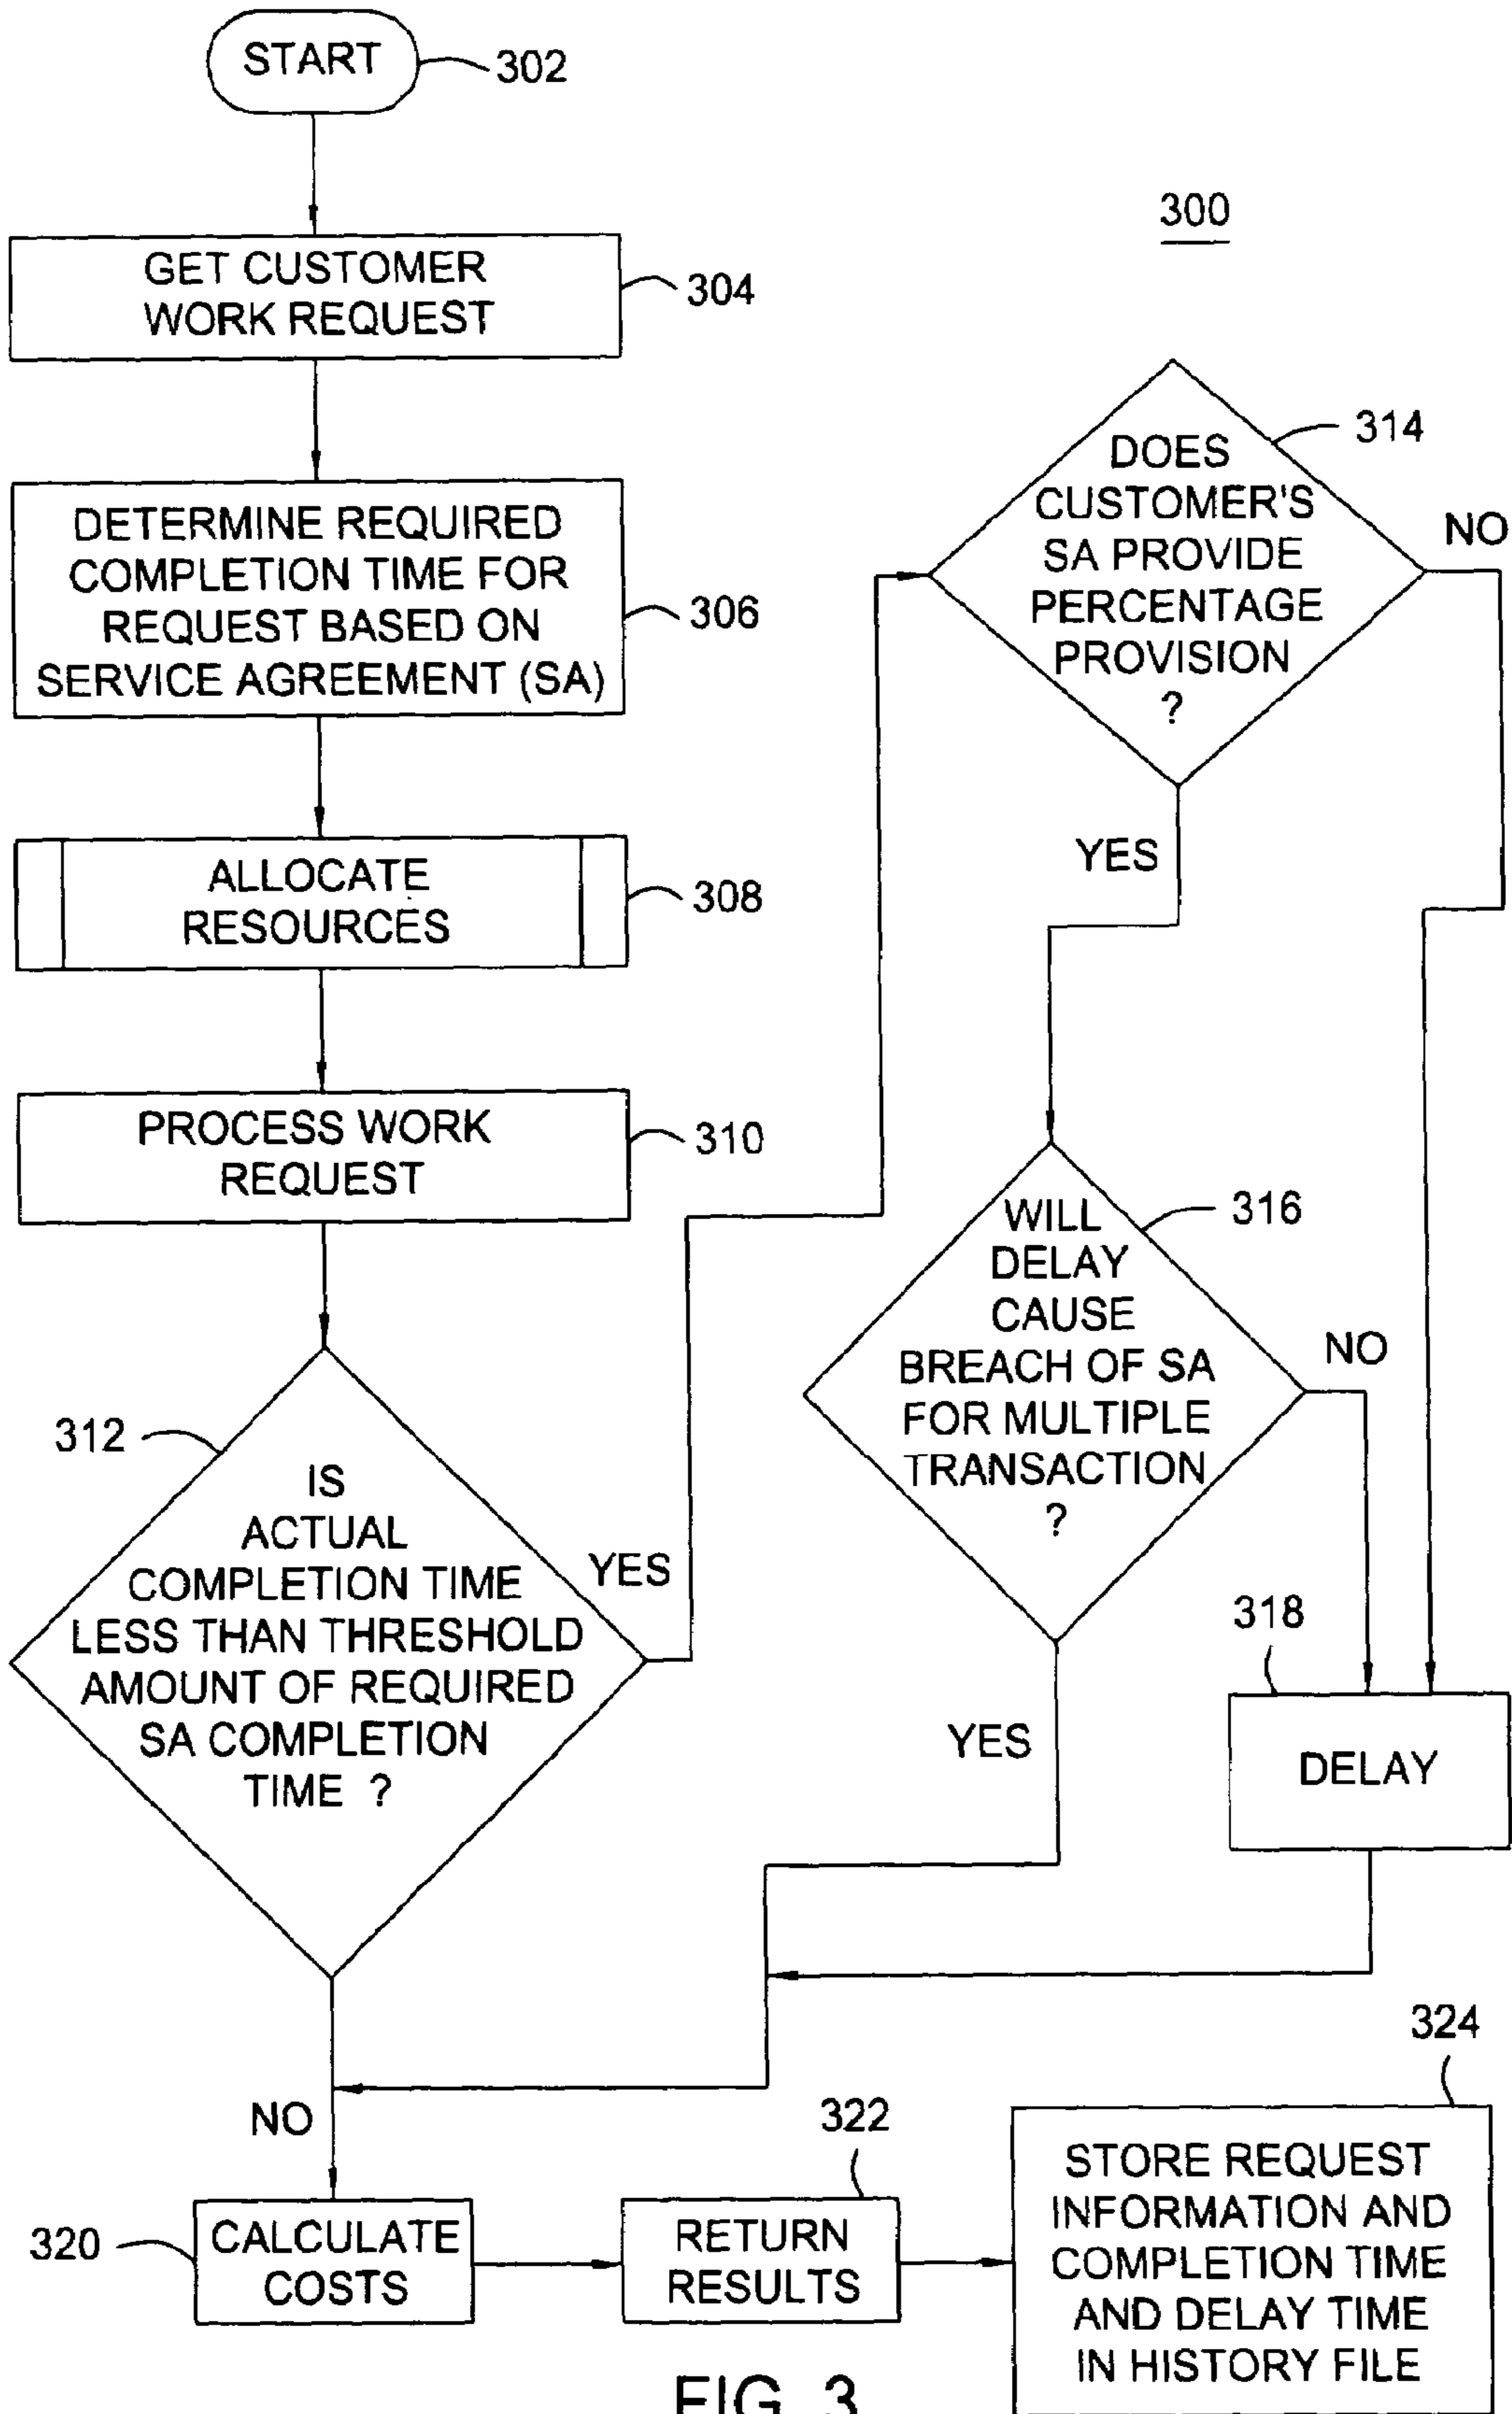 START
302
300
GET CUSTOMER
WORK REQUEST
304
DETERMINE REQUIRED
COMPLETION TIME FOR
REQUEST BASED ON
SERVICE AGREEMENT (SA)
306
ALLOCATE
RESOURCES
308
PROCESS WORK
REQUEST
310
312
IS
ACTUAL
COMPLETION TIME
LESS THAN THRESHOLD
AMOUNT OF REQUIRED
SA COMPLETION
TIME ?
YES
NO
314
DOES
CUSTOMER'S
SA PROVIDE
PERCENTAGE
PROVISION
?
NO
YES
316
WILL
DELAY
CAUSE
BREACH OF SA
FOR MULTIPLE
TRANSACTION
?
NO
YES
318
DELAY
320
CALCULATE
COSTS
322
RETURN
RESULTS
324
STORE REQUEST
INFORMATION AND
COMPLETION TIME
AND DELAY TIME
IN HISTORY FILE
FIG. 3